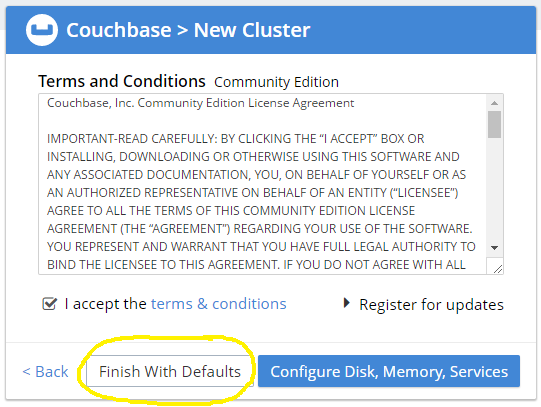 Couchbase > New Cluster
Terms and Conditions Community Edition
Couchbase, Inc. Community Edition License Agreement
IMPORTANT-READ CAREFULLY: BY CLICKING THE “I ACCEPT” BOX OR
INSTALLING, DOWNLOADING OR OTHERWISE USING THIS SOFTWARE AND
ANY ASSOCIATED DOCUMENTATION, YOU, ON BEHALF OF YOURSELF OR AS
AN AUTHORIZED REPRESENTATIVE ON BEHALF OF AN ENTITY (“LICENSEE”)
AGREE TO ALL THE TERMS OF THIS COMMUNITY EDITION LICENSE
AGREEMENT (THE “AGREEMENT”) REGARDING YOUR USE OF THE SOFTWARE.
YOU REPRESENT AND WARRANT THAT YOU HAVE FULL LEGAL AUTHORITY TO
BIND THE LICENSEE TO THIS AGREEMENT. IF YOU DO NOT AGREE WITH ALL
I accept the terms & conditions Register for updates
< Back Finish With Defaults Configure Disk, Memory, Services